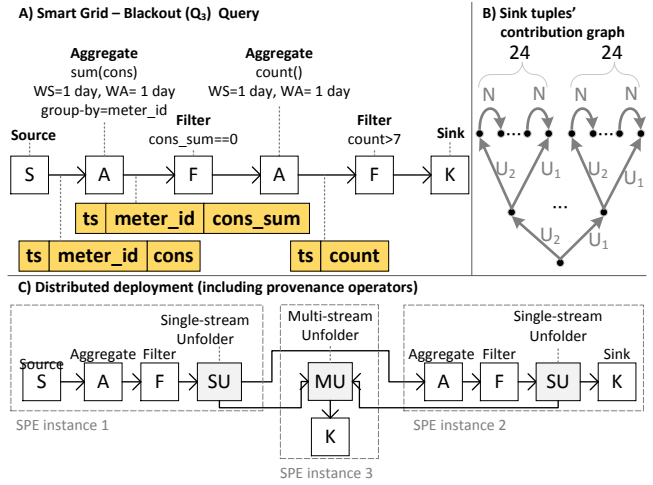 A) Smart Grid – Blackout (Q3) Query
Aggregate
sum(cons)
WS=1 day, WA= 1 day
group-by=meter_id
Aggregate
count()
WS=1 day, WA= 1 day
Source
Filter
cons_sum==0
Filter
count>7
Sink
S
A
F
A
F
K
ts meter_id cons_sum
ts meter_id cons
ts count
B) Sink tuples'
contribution graph
24 24
N N N N
U2 U1 U2 U1
...
U2 U1
C) Distributed deployment (including provenance operators)
Single-stream
Unfolder
Multi-stream
Unfolder
Single-stream
Unfolder
Source
Aggregate
Filter
Aggregate
Filter
Sink
S
A
F
SU
MU
A
F
SU
K
K
SPE instance 1
SPE instance 2
SPE instance 3